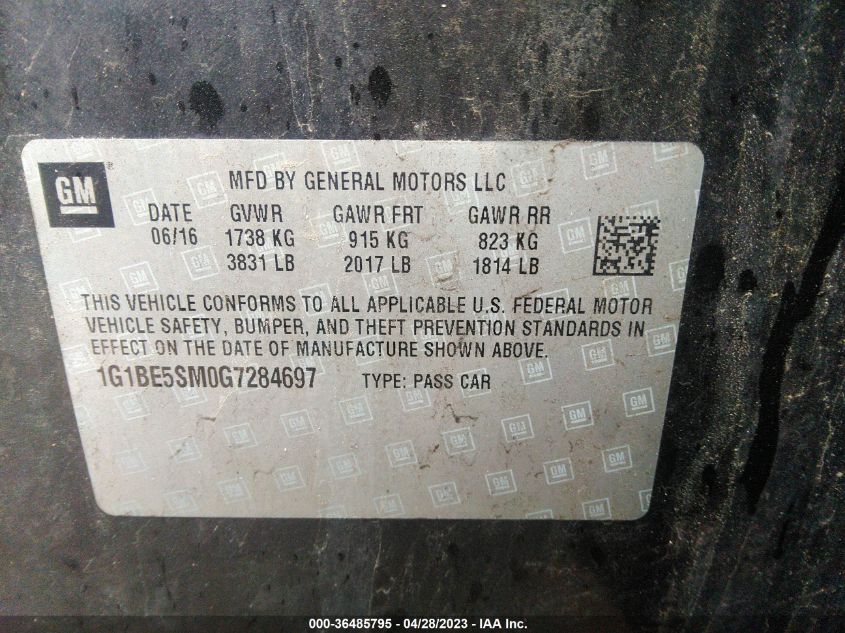 GM
MFD BY GENERAL MOTORS LLC
DATE GVWR GAWR FRT GAWR RR
06/16 1738 KG 915 KG 823 KG
3831 LB 2017 LB 1814 LB
THIS VEHICLE CONFORMS TO ALL APPLICABLE U.S. FEDERAL MOTOR
VEHICLE SAFETY, BUMPER, AND THEFT PREVENTION STANDARDS IN
EFFECT ON THE DATE OF MANUFACTURE SHOWN ABOVE.
1G1BE5SM0G7284697 TYPE: PASS CAR
000-36485795 - 04/28/2023 - IAA Inc.